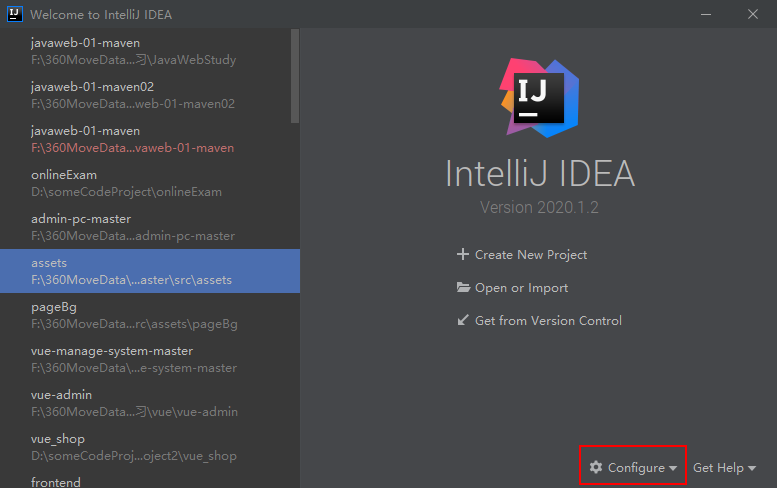 Welcome to IntelliJ IDEA
javaweb-01-maven
F:\360MoveData...习\JavaWebStudy
javaweb-01-maven02
F:\360MoveData...web-01-maven02
javaweb-01-maven
F:\360MoveData...vaweb-01-maven
onlineExam
D:\someCodeProject\onlineExam
admin-pc-master
F:\360MoveData...admin-pc-master
assets
F:\360MoveData\...aster\src\assets
pageBg
F:\360MoveData...rc\assets\pageBg
vue-manage-system-master
F:\360MoveData...e-system-master
vue-admin
F:\360MoveData...习\vue\vue-admin
vue_shop
D:\someCodeProj...oject2\vue_shop
frontend
IJ
IntelliJ IDEA
Version 2020.1.2
Create New Project
Open or Import
Get from Version Control
Configure
Get Help